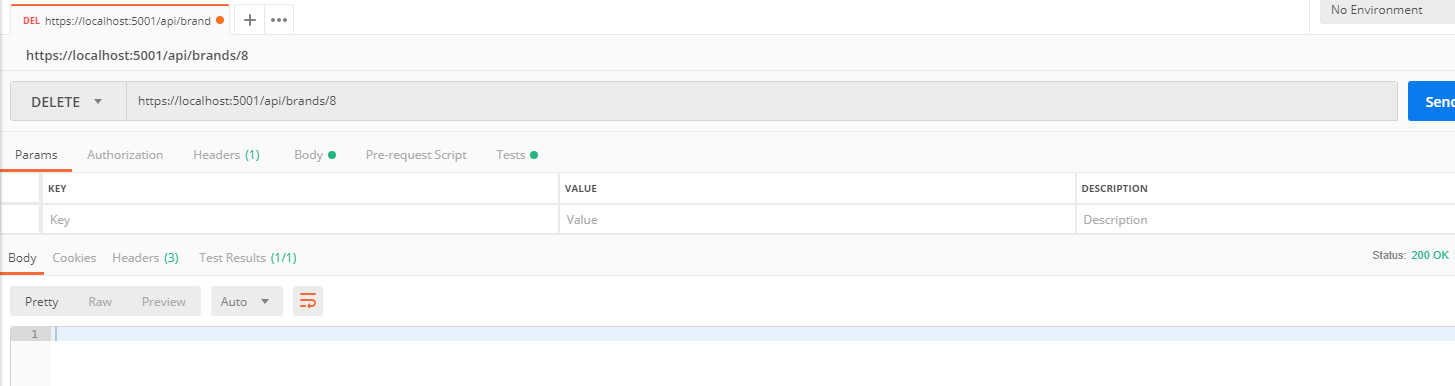 DEL https://localhost:5001/api/brand
No Environment
https://localhost:5001/api/brands/8
DELETE https://localhost:5001/api/brands/8 Send
Params Authorization Headers (1) Body Pre-request Script Tests
KEY VALUE DESCRIPTION
Key Value Description
Body Cookies Headers (3) Test Results (1/1) Status: 200 OK
Pretty Raw Preview Auto
1